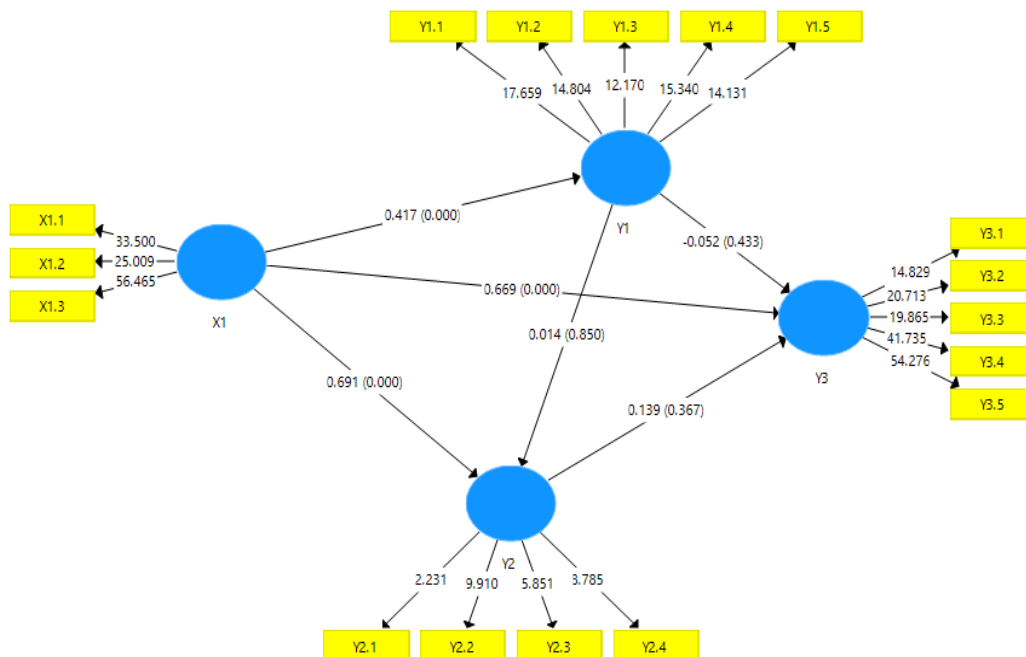 Y1.1 Y1.2 Y1.3 Y1.4 Y1.5
17.659 14.804 12.170 15.340 14.131
Y1
X1.1
X1.2
X1.3
33.500
25.009
56.465
X1
0.417 (0.000)
-0.052 (0.433)
0.669 (0.000)
0.014 (0.850)
0.691 (0.000)
0.139 (0.367)
Y3.1
Y3.2
Y3.3
Y3.4
Y3.5
14.829
20.713
19.865
41.735
54.276
Y3
Y2
2.231 9.910 5.851
Y2.1 Y2.2 Y2.3 Y2.4